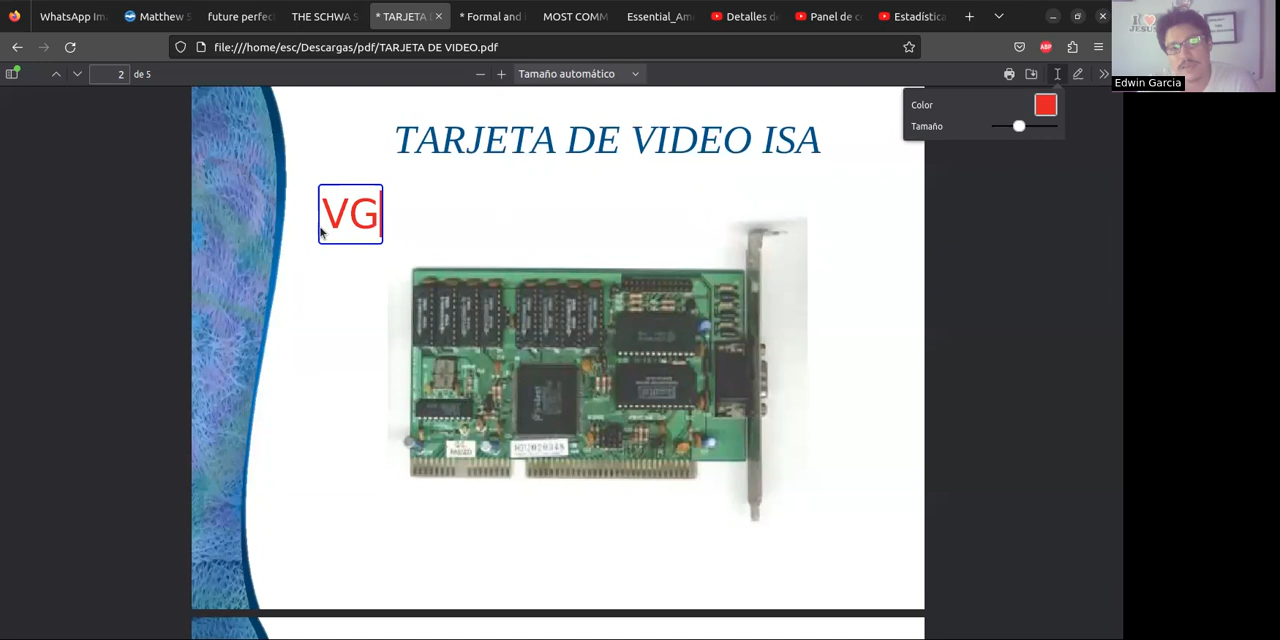 WhatsApp Im
Matthew S
future perfec
THE SCHWA S
* TARJETA D
* Formal and i
MOST COMM
Essential_Am
Detalles de
Panel de c
Estadística
file:///home/esc/Descargas/pdf/TARJETA DE VIDEO.pdf
ABP
2 de 5
Tamaño automático
I
JESUS
Edwin Garcia
Color
Tamaño
TARJETA DE VIDEO ISA
VG